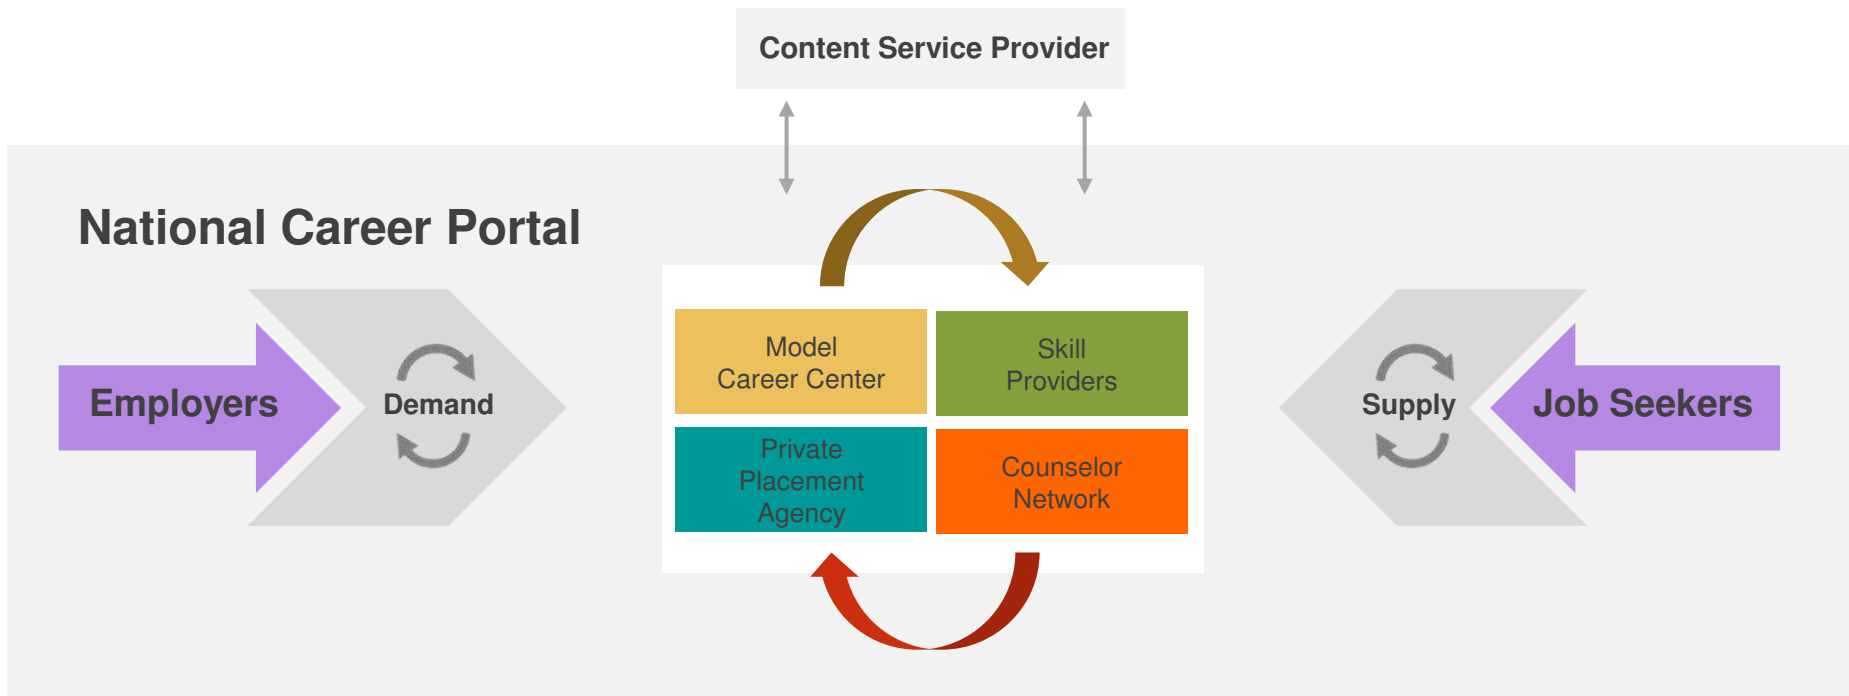 Content Service Provider
National Career Portal
Employers
Demand
Model
Career Center
Skill
Providers
Private
Placement
Agency
Counselor
Network
Supply
Job Seekers